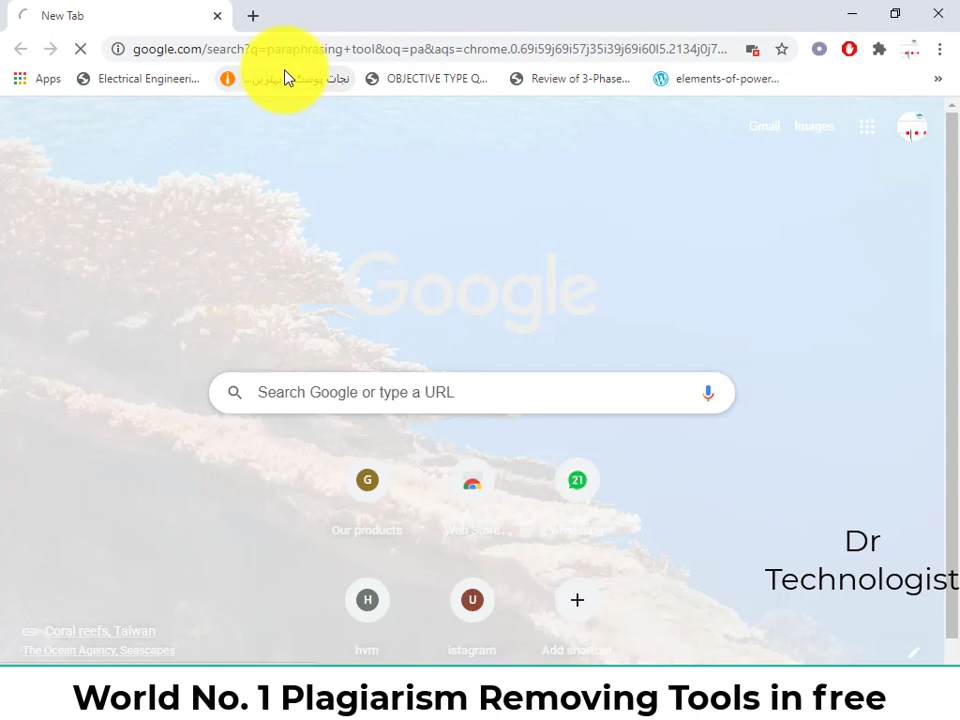 New Tab
google.com/search?q=paraphrasing+tool&oq=pa&aqs=chrome.0.69i59j69i57j35i39j69i60l5.2134j0j7...
Apps
Electrical Engineeri...
نجات
OBJECTIVE TYPE Q...
Review of 3-Phase...
elements-of-power...
»
Gmail
Images
Google
Search Google or type a URL
G
21
Our products
Web Store
H
U
hvm
istagram
Add shortcu...
Dr
Technologist
Coral reefs, Taiwan
The Ocean Agency, Seascapes
World No. 1 Plagiarism Removing Tools in free